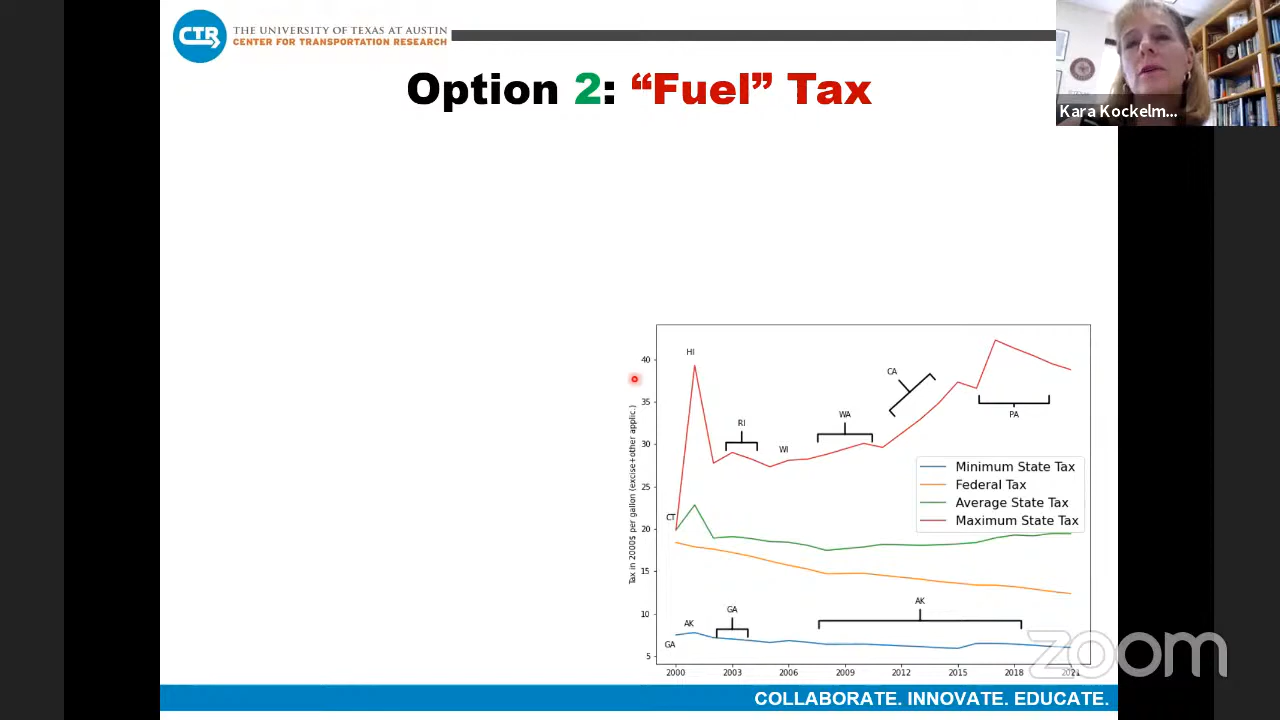 CTR
THE UNIVERSITY OF TEXAS AT AUSTIN
CENTER FOR TRANSPORTATION RESEARCH
Kara Kockelm...
Option 2: “Fuel” Tax
Tax in 2000$ per gallon (excise+other applic.)
40
35
30
25
20
15
10
5
HI
CA
RI
WA
PA
WI
CT
GA
AK
AK
GA
Minimum State Tax
Federal Tax
Average State Tax
Maximum State Tax
2000 2003 2006 2009 2012 2015 2018 2021
zoom
COLLABORATE. INNOVATE. EDUCATE.